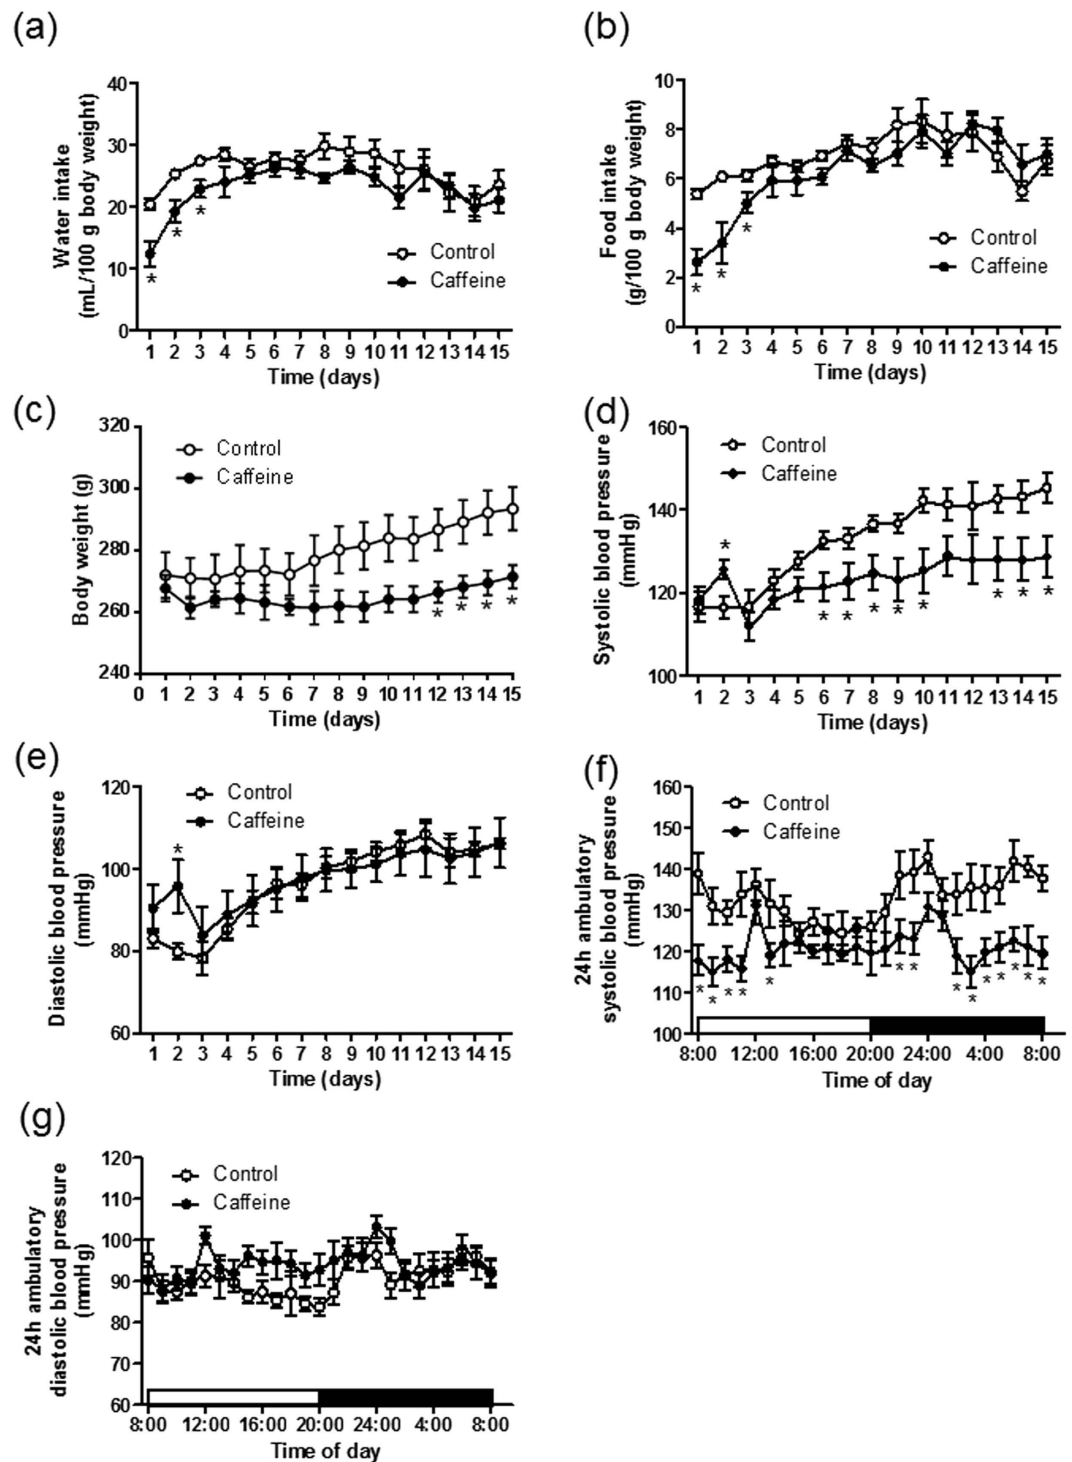 (a)
Water intake
(mL/100 g body weight)
40
30
20
10
0
Control
Caffeine
*
*
*
1 2 3 4 5 6 7 8 9 10 11 12 13 14 15
Time (days)
(b)
Food intake
(g/100 g body weight)
10
8
6
4
2
0
Control
Caffeine
*
*
*
1 2 3 4 5 6 7 8 9 10 11 12 13 14 15
Time (days)
(c)
Body weight (g)
320
300
280
260
240
Control
Caffeine
* * * *
0 1 2 3 4 5 6 7 8 9 10 11 12 13 14 15
Time (days)
(d)
Systolic blood pressure
(mmHg)
160
140
120
100
Control
Caffeine
*
* * * * * * * *
1 2 3 4 5 6 7 8 9 10 11 12 13 14 15
Time (days)
(e)
Diastolic blood pressure
(mmHg)
120
100
80
60
Control
Caffeine
*
1 2 3 4 5 6 7 8 9 10 11 12 13 14 15
Time (days)
(f)
24h ambulatory
systolic blood pressure
(mmHg)
160
150
140
130
120
110
100
Control
Caffeine
* * * * * * * * * * * * * *
8:00 12:00 16:00 20:00 24:00 4:00 8:00
Time of day
(g)
24h ambulatory
diastolic blood pressure
(mmHg)
120
110
100
90
80
70
60
Control
Caffeine
8:00 12:00 16:00 20:00 24:00 4:00 8:00
Time of day